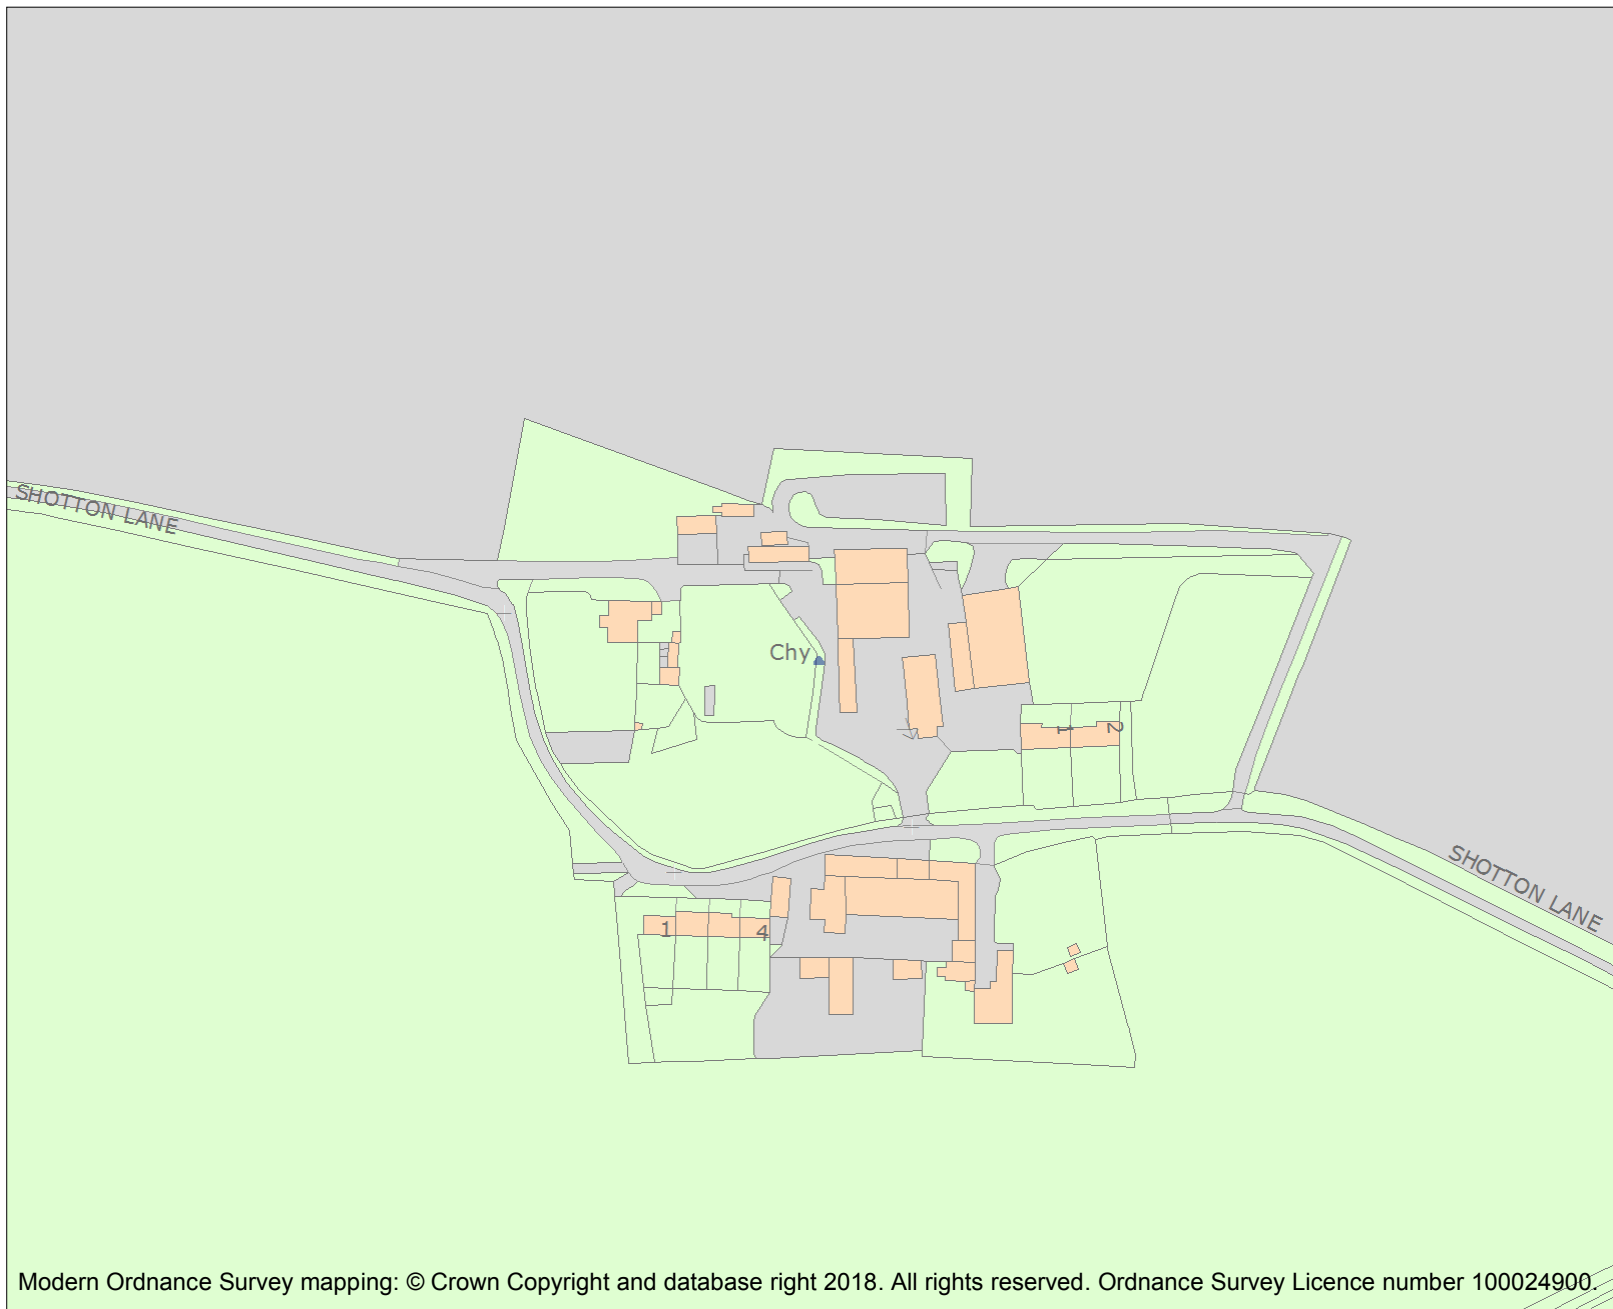 SHOTTON LANE
Chy
1
2
SHOTTON LANE
1
4
Modern Ordnance Survey mapping: © Crown Copyright and database right 2018. All rights reserved. Ordnance Survey Licence number 100024900.